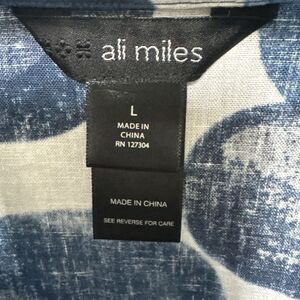 ali miles
L
MADE IN
CHINA
RN 127304
MADE IN CHINA
SEE REVERSE FOR CARE